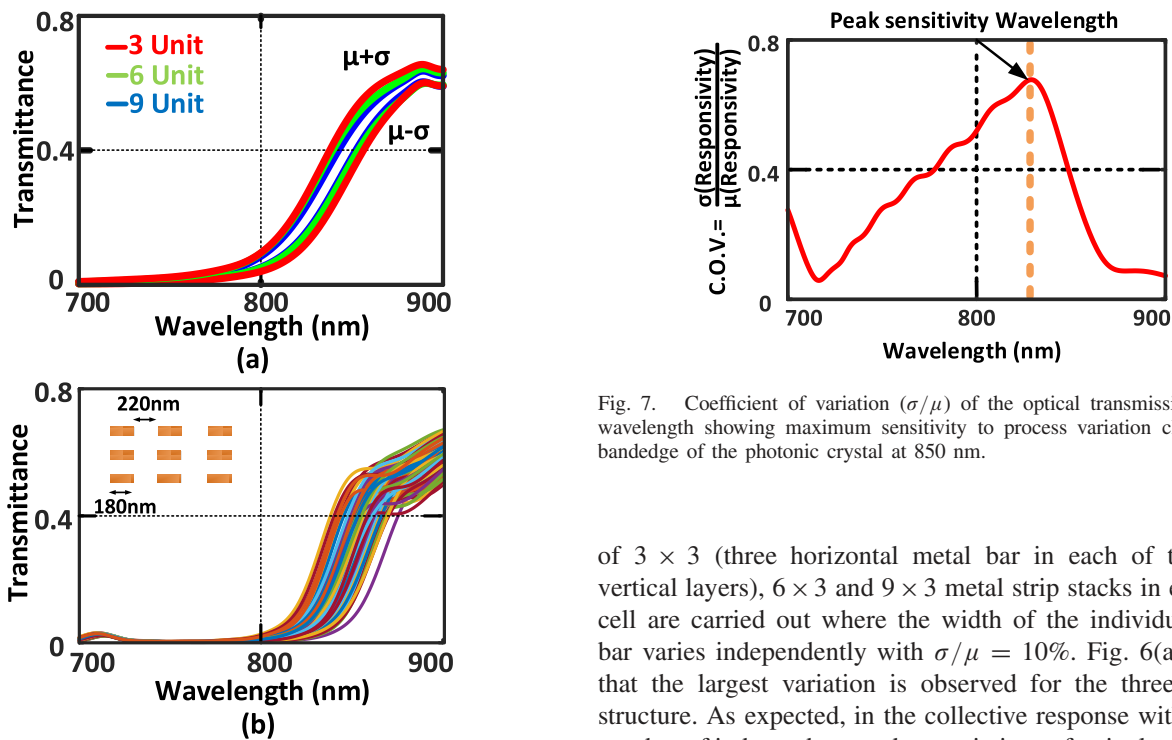 0.8
3 Unit
6 Unit
9 Unit
μ+σ
μ-σ
0.4
0
Transmittance
700
800
900
Wavelength (nm)
(a)
0.8
220nm
180nm
0.4
0
Transmittance
700
800
900
Wavelength (nm)
(b)
Peak sensitivity Wavelength
0.8
0.4
0
C.O.V.= σ(Responsivity)
μ(Responsivity)
700
800
900
Wavelength (nm)
Fig. 7. Coefficient of variation (σ/μ) of the optical
wavelength showing maximum sensitivity to process variation
bandedge of the photonic crystal at 850 nm.
of 3 × 3 (three horizontal metal bar in each of
vertical layers), 6 × 3 and 9 × 3 metal strip stacks in
cell are carried out where the width of the
bar varies independently with σ/μ = 10%. Fig. 6(a
that the largest variation is observed for the three
structure. As expected, in the collective response